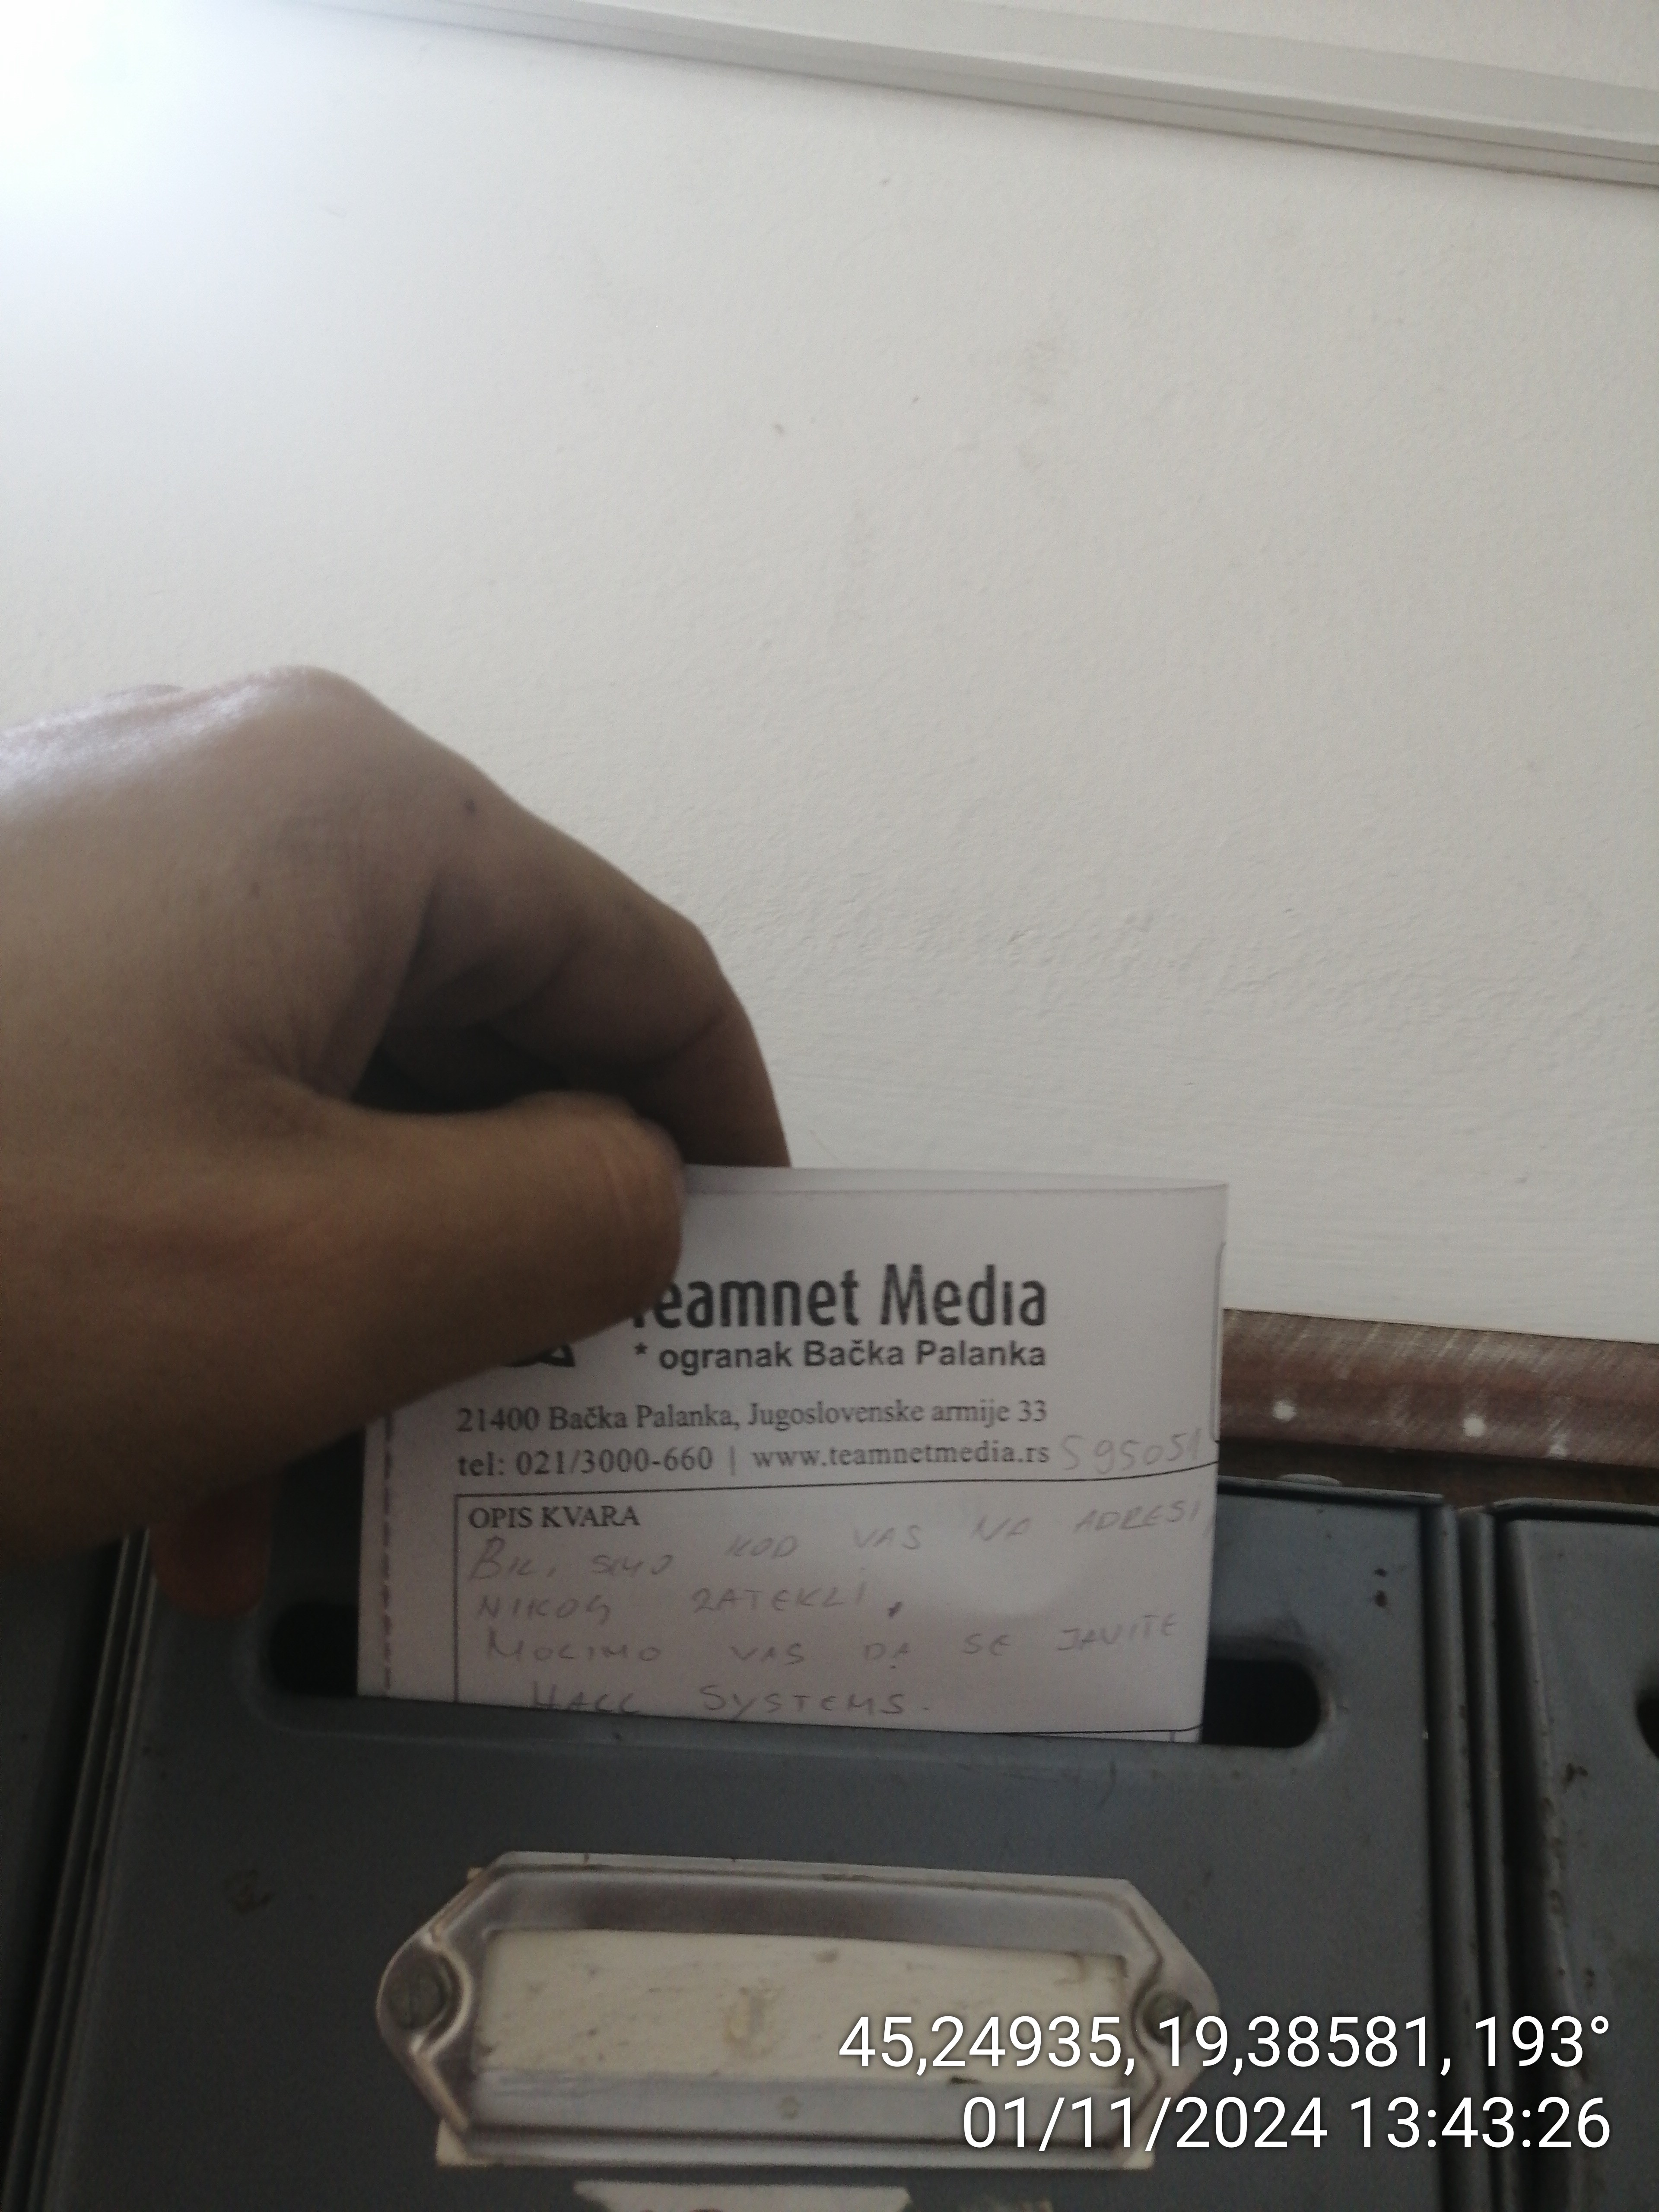 Teamnet Media
* ogranak Bačka Palanka
21400 Bačka Palanka, Jugoslovenske armije 33
tel: 021/3000-660 | www.teamnetmedia.rs 595051
OPIS KVARA
BILI SMO KOD VAS NA ADRESI,
NIKOG ZATEKLI,
MOLIMO VAS DA SE JAVITE
SYSTEMS.
45,24935, 19,38581, 193°
01/11/2024 13:43:26